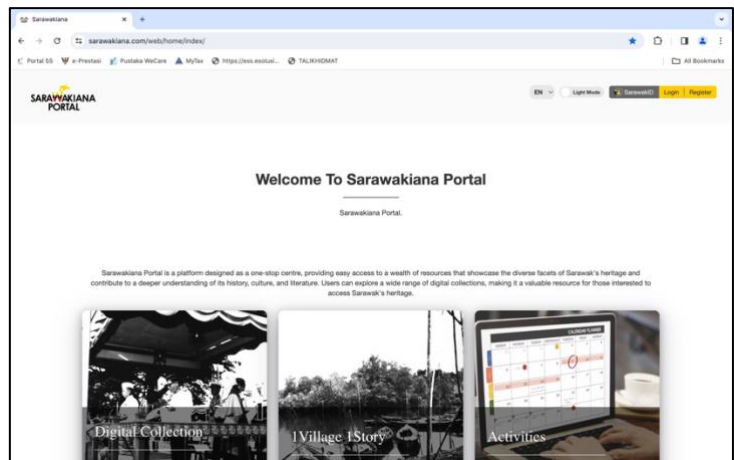 Sarawakiana
sarawakiana.com/web/home/index/
Portal SS
e-Prestasi
Pustaka WeCare
MyTax
TALIKHIDMAT
All Bookmarks
SARAWAKIANA
PORTAL
EN
Light Mode
SarawakID
Login
Register
Welcome To Sarawakiana Portal
Sarawakiana Portal.
Sarawakiana Portal is a platform designed as a one-stop centre, providing easy access to a wealth of resources that showcase the diverse facets of Sarawak's heritage and
contribute to a deeper understanding of its history, culture, and literature. Users can explore a wide range of digital collections, making it a valuable resource for those interested to
access Sarawak's heritage.
CALENDAR PLANNER
Digital Collection
1Village 1Story
Activities